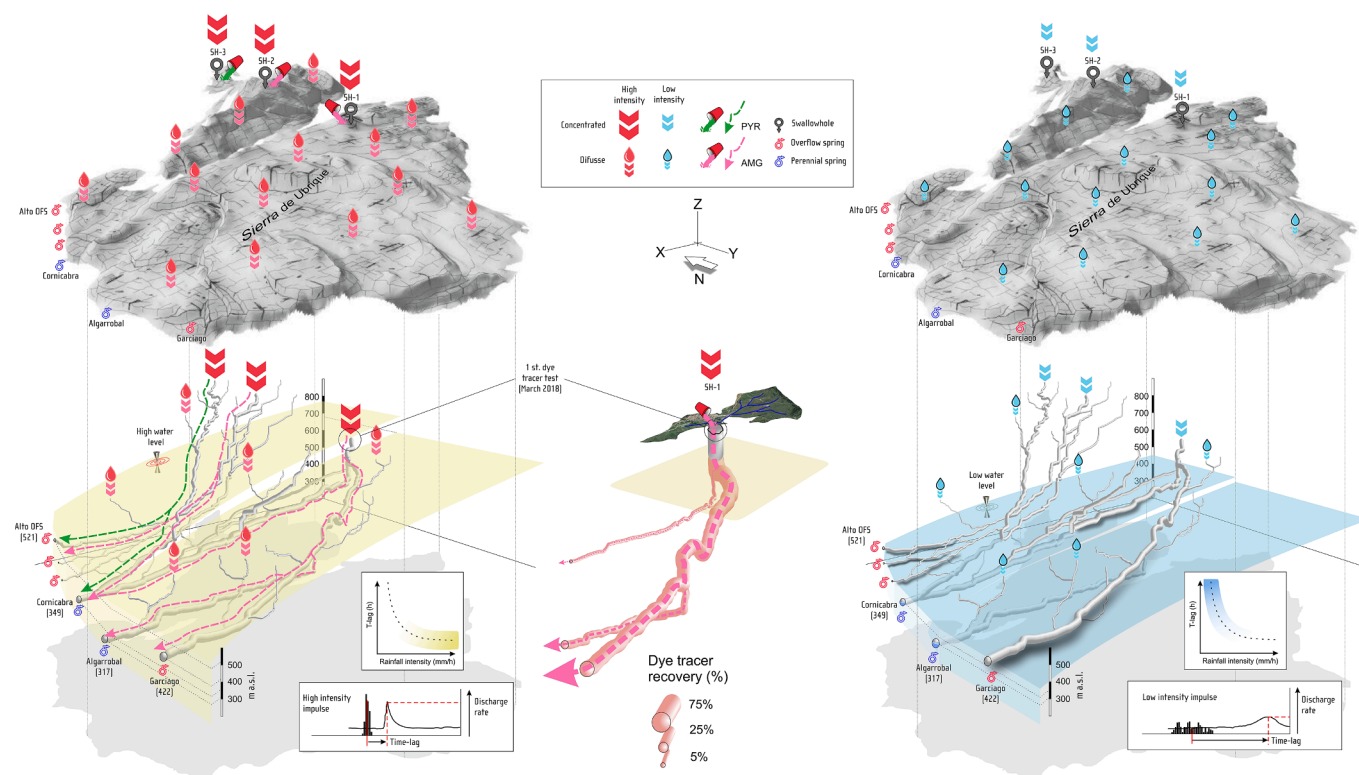 SH-3
SH-2
SH-1
Sierra de Ubrique
Alto OFS
Cornicabra
Algarrobal
Garciago
High
intensity
Low
intensity
Concentrated
Difusse
PYR
AMG
Swallowhole
Overflow spring
Perennial spring
Z
X
Y
N
SH-3
SH-2
SH-1
Sierra de Ubrique
Alto OFS
Cornicabra
Algarrobal
Garciago
1 st. dye
tracer test
(March 2018)
SH-1
High water
level
800
700
600
500
400
300
Alto OFS
(521)
Cornicabra
(349)
Algarrobal
(317)
Garciago
(422)
500
400
300
m a.s.l.
T-lag (h)
Rainfall intensity (mm/h)
High intensity
impulse
Discharge
rate
Time-lag
Dye tracer
recovery (%)
75%
25%
5%
Low water
level
800
700
600
500
400
300
Alto OFS
(521)
Cornicabra
(349)
Algarrobal
(317)
Garciago
(422)
500
400
300
m a.s.l.
T-lag (h)
Rainfall intensity (mm/h)
Low intensity impulse
Discharge
rate
Time-lag